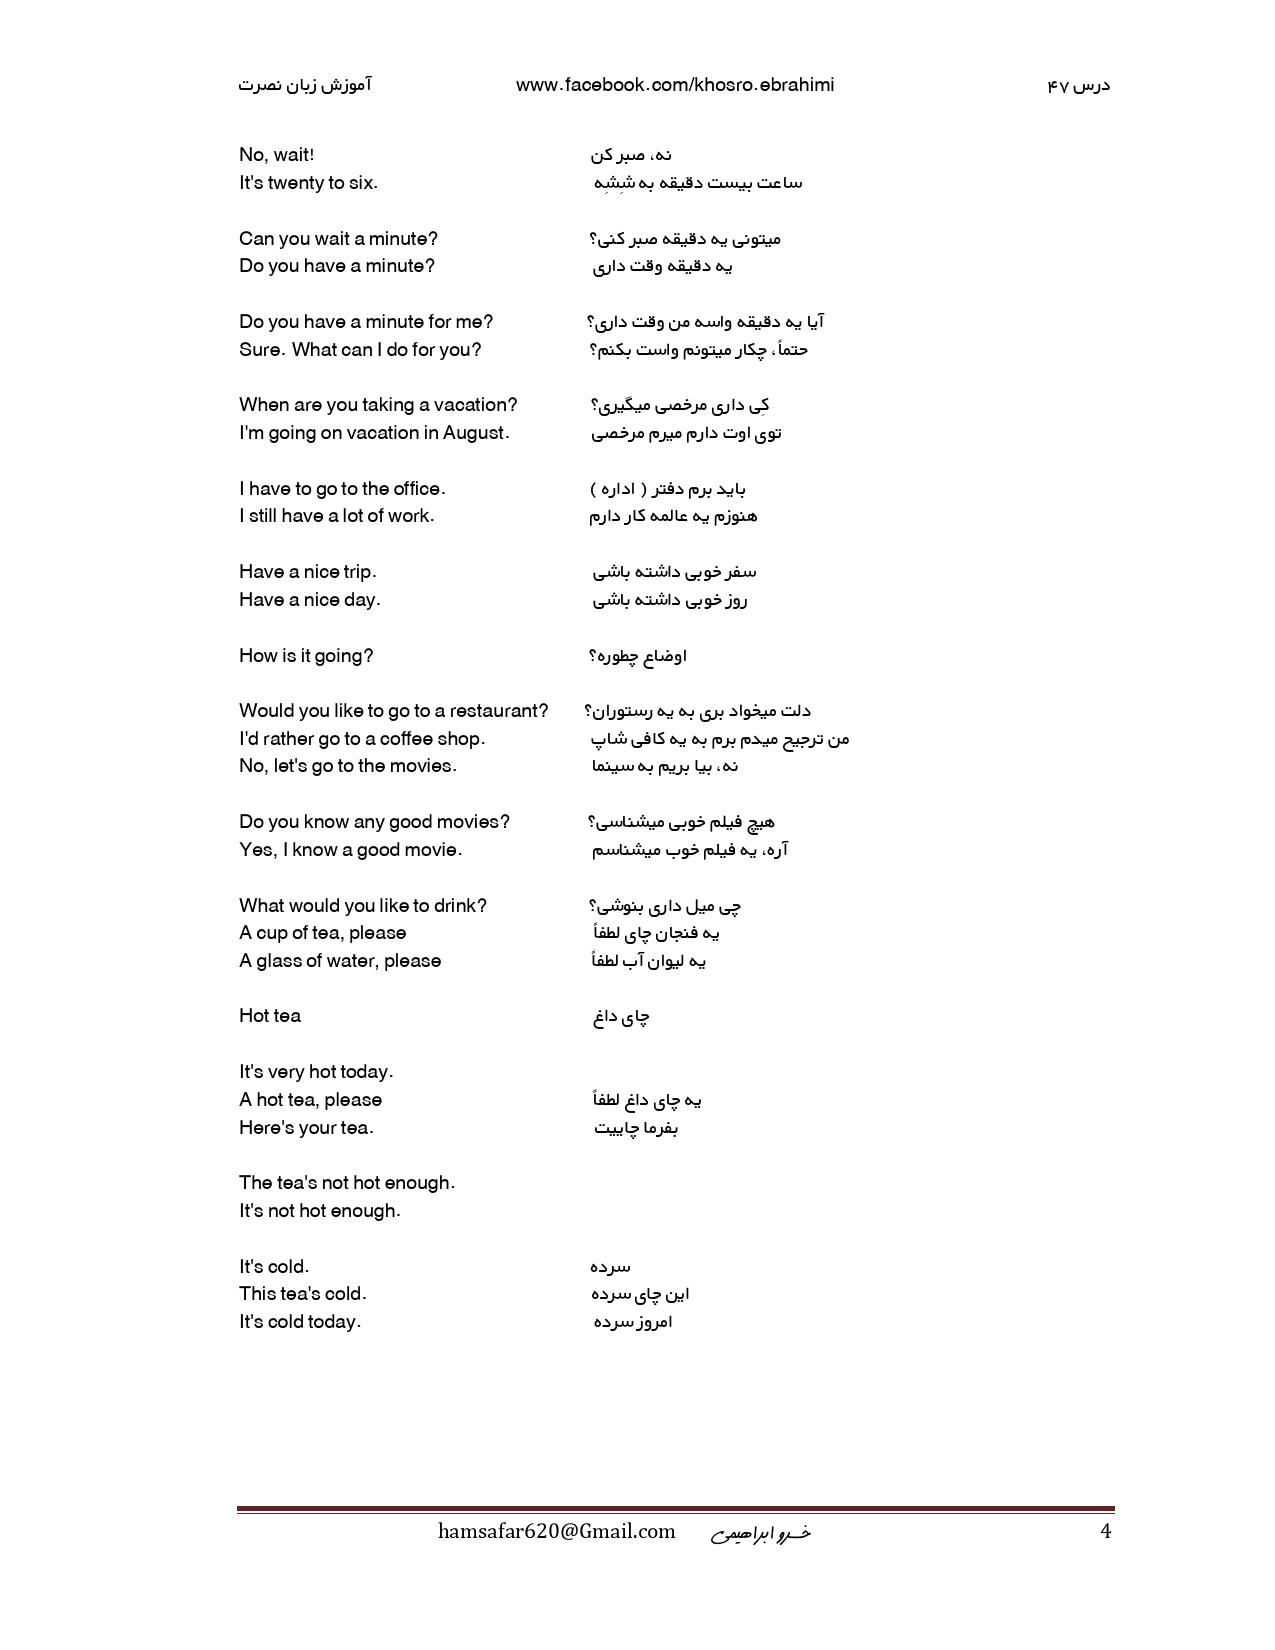 آموزش زبان نصرت www.facebook.com/khosro.ebrahimi درس ۴۷
No, wait! نه، صبر کن
It's twenty to six. ساعت بیست دقیقه به شِشِه
Can you wait a minute? میتونی یه دقیقه صبر کنی؟
Do you have a minute? یه دقیقه وقت داری
Do you have a minute for me? آیا یه دقیقه واسه من وقت داری؟
Sure. What can I do for you? حتماً، چکار میتونم واست بکنم؟
When are you taking a vacation? کِی داری مرخصی میگیری؟
I'm going on vacation in August. توی اوت دارم میرم مرخصی
I have to go to the office. باید برم دفتر ( اداره )
I still have a lot of work. هنوزم یه عالمه کار دارم
Have a nice trip. سفر خوبی داشته باشی
Have a nice day. روز خوبی داشته باشی
How is it going? اوضاع چطوره؟
Would you like to go to a restaurant? دلت میخواد بری به یه رستوران؟
I'd rather go to a coffee shop. من ترجیح میدم برم به یه کافی شاپ
No, let's go to the movies. نه، بیا بریم به سینما
Do you know any good movies? هیچ فیلم خوبی میشناسی؟
Yes, I know a good movie. آره، یه فیلم خوب میشناسم
What would you like to drink? چی میل داری بنوشی؟
A cup of tea, please یه فنجان چای لطفاً
A glass of water, please یه لیوان آب لطفاً
Hot tea چای داغ
It's very hot today.
A hot tea, please یه چای داغ لطفاً
Here's your tea. بفرما چاییت
The tea's not hot enough.
It's not hot enough.
It's cold. سرده
This tea's cold. این چای سرده
It's cold today. امروز سرده
hamsafar620@Gmail.com خسرو ابراهیمی 4